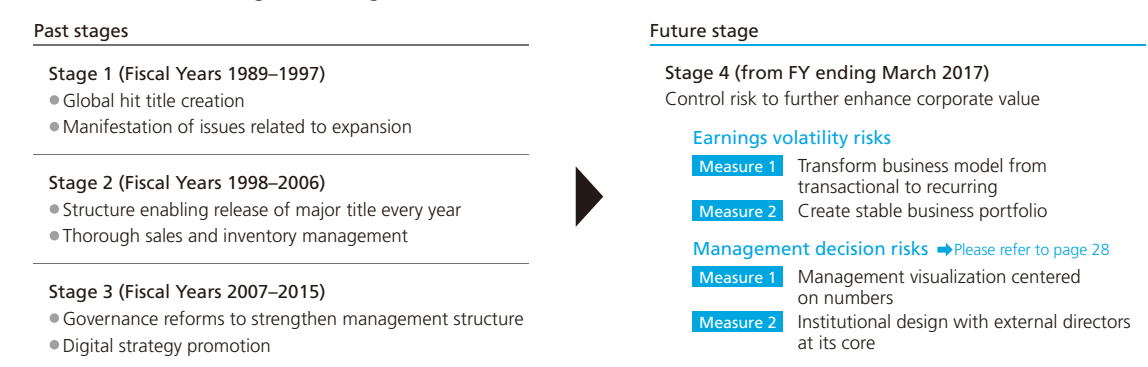 Past stages
Stage 1 (Fiscal Years 1989–1997)
●Global hit title creation
●Manifestation of issues related to expansion
Stage 2 (Fiscal Years 1998–2006)
●Structure enabling release of major title every year
●Thorough sales and inventory management
Stage 3 (Fiscal Years 2007–2015)
●Governance reforms to strengthen management structure
●Digital strategy promotion
Future stage
Stage 4 (from FY ending March 2017)
Control risk to further enhance corporate value
Earnings volatility risks
Measure 1 Transform business model from
transactional to recurring
Measure 2 Create stable business portfolio
Management decision risks ➡Please refer to page 28
Measure 1 Management visualization centered
on numbers
Measure 2 Institutional design with external directors
at its core